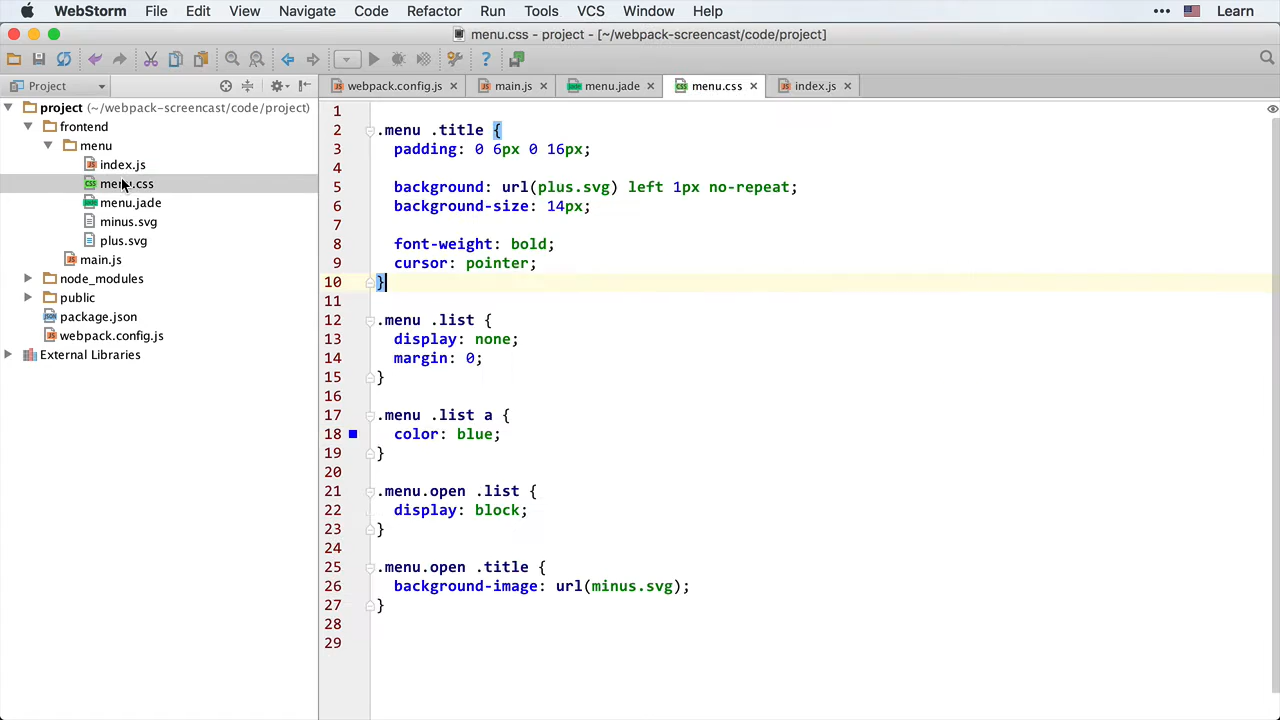 WebStorm File Edit View Navigate Code Refactor Run Tools VCS Window Help ••• Learn
menu.css - project - [~/webpack-screencast/code/project]
Project webpack.config.js main.js menu.jade menu.css index.js
project (~/webpack-screencast/code/project)
frontend
menu
index.js
menu.css
menu.jade
minus.svg
plus.svg
main.js
node_modules
public
package.json
webpack.config.js
External Libraries
1
2 .menu .title {
3 padding: 0 6px 0 16px;
4
5 background: url(plus.svg) left 1px no-repeat;
6 background-size: 14px;
7
8 font-weight: bold;
9 cursor: pointer;
10 }
11
12 .menu .list {
13 display: none;
14 margin: 0;
15 }
16
17 .menu .list a {
18 color: blue;
19 }
20
21 .menu.open .list {
22 display: block;
23 }
24
25 .menu.open .title {
26 background-image: url(minus.svg);
27 }
28
29